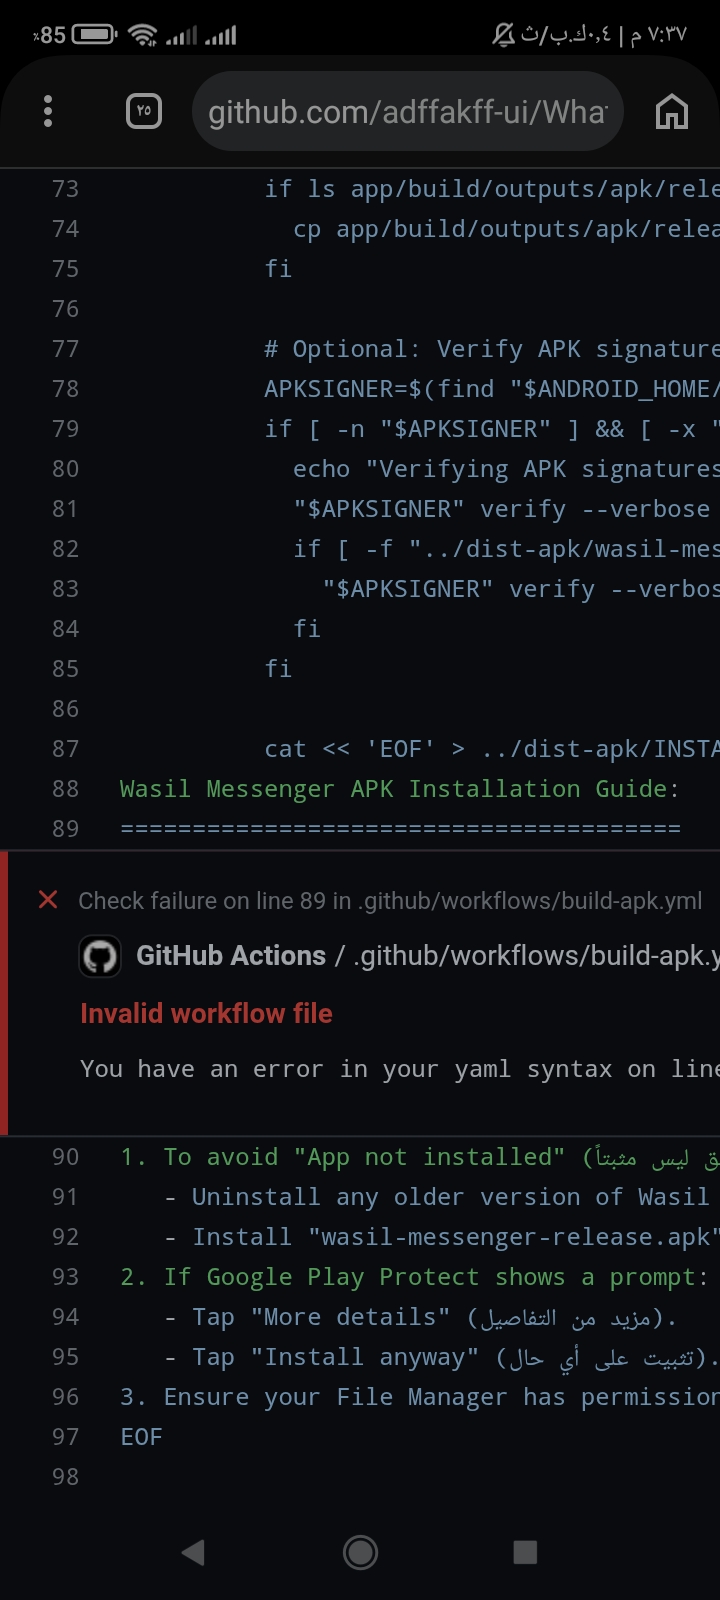 ٪85
٧:٣٧ م | ٠,٤ك.ب/ث
٢٥
github.com/adffakff-ui/Wha
73 if ls app/build/outputs/apk/rele
74 cp app/build/outputs/apk/relea
75 fi
76
77 # Optional: Verify APK signature
78 APKSIGNER=$(find "$ANDROID_HOME/
79 if [ -n "$APKSIGNER" ] && [ -x "
80 echo "Verifying APK signatures
81 "$APKSIGNER" verify --verbose
82 if [ -f "../dist-apk/wasil-mes
83 "$APKSIGNER" verify --verbos
84 fi
85 fi
86
87 cat << 'EOF' > ../dist-apk/INSTA
88 Wasil Messenger APK Installation Guide:
89 =======================================
Check failure on line 89 in .github/workflows/build-apk.yml
GitHub Actions / .github/workflows/build-apk.y
Invalid workflow file
You have an error in your yaml syntax on line
90 1. To avoid "App not installed" (ق ليس مثبتاً
91 - Uninstall any older version of Wasil
92 - Install "wasil-messenger-release.apk"
93 2. If Google Play Protect shows a prompt:
94 - Tap "More details" (مزيد من التفاصيل).
95 - Tap "Install anyway" (تثبيت على أي حال).
96 3. Ensure your File Manager has permission
97 EOF
98